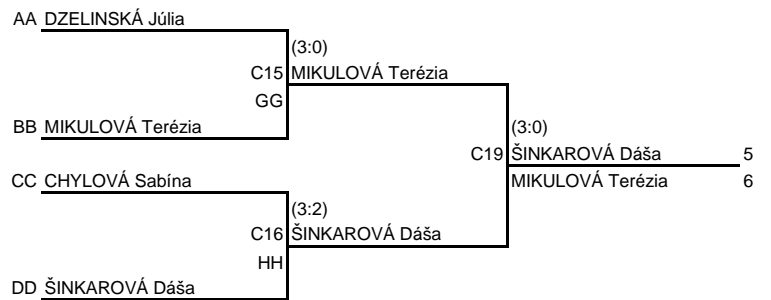 AA DZELINSKÁ Júlia
(3:0)
C15 MIKULOVÁ Terézia
GG
BB MIKULOVÁ Terézia
(3:0)
C19 ŠINKAROVÁ Dáša 5
MIKULOVÁ Terézia 6
CC CHYLOVÁ Sabína
(3:2)
C16 ŠINKAROVÁ Dáša
HH
DD ŠINKAROVÁ Dáša